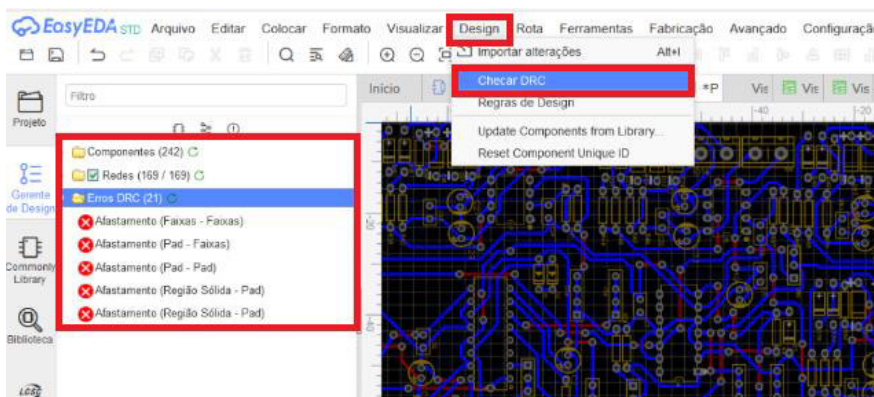 EasyEDA STD Arquivo Editar Colocar Formato Visualizar Design Rota Ferramentas Fabricação Avançado Configuraçã
Importar alterações Alt+I
Filtro
Início
Checar DRC
*P Vis Vis Vis
Projeto
Regras de Design
-40 -20
Componentes (242)
Update Components from Library...
Redes (169 / 169)
Reset Component Unique ID
Gerente de Design
Erros DRC (21)
Afastamento (Faixas - Faixas)
Afastamento (Pad - Faixas)
Commonly Library
Afastamento (Pad - Pad)
Afastamento (Região Sólida - Pad)
Afastamento (Região Sólida - Pad)
Biblioteca
LCSC